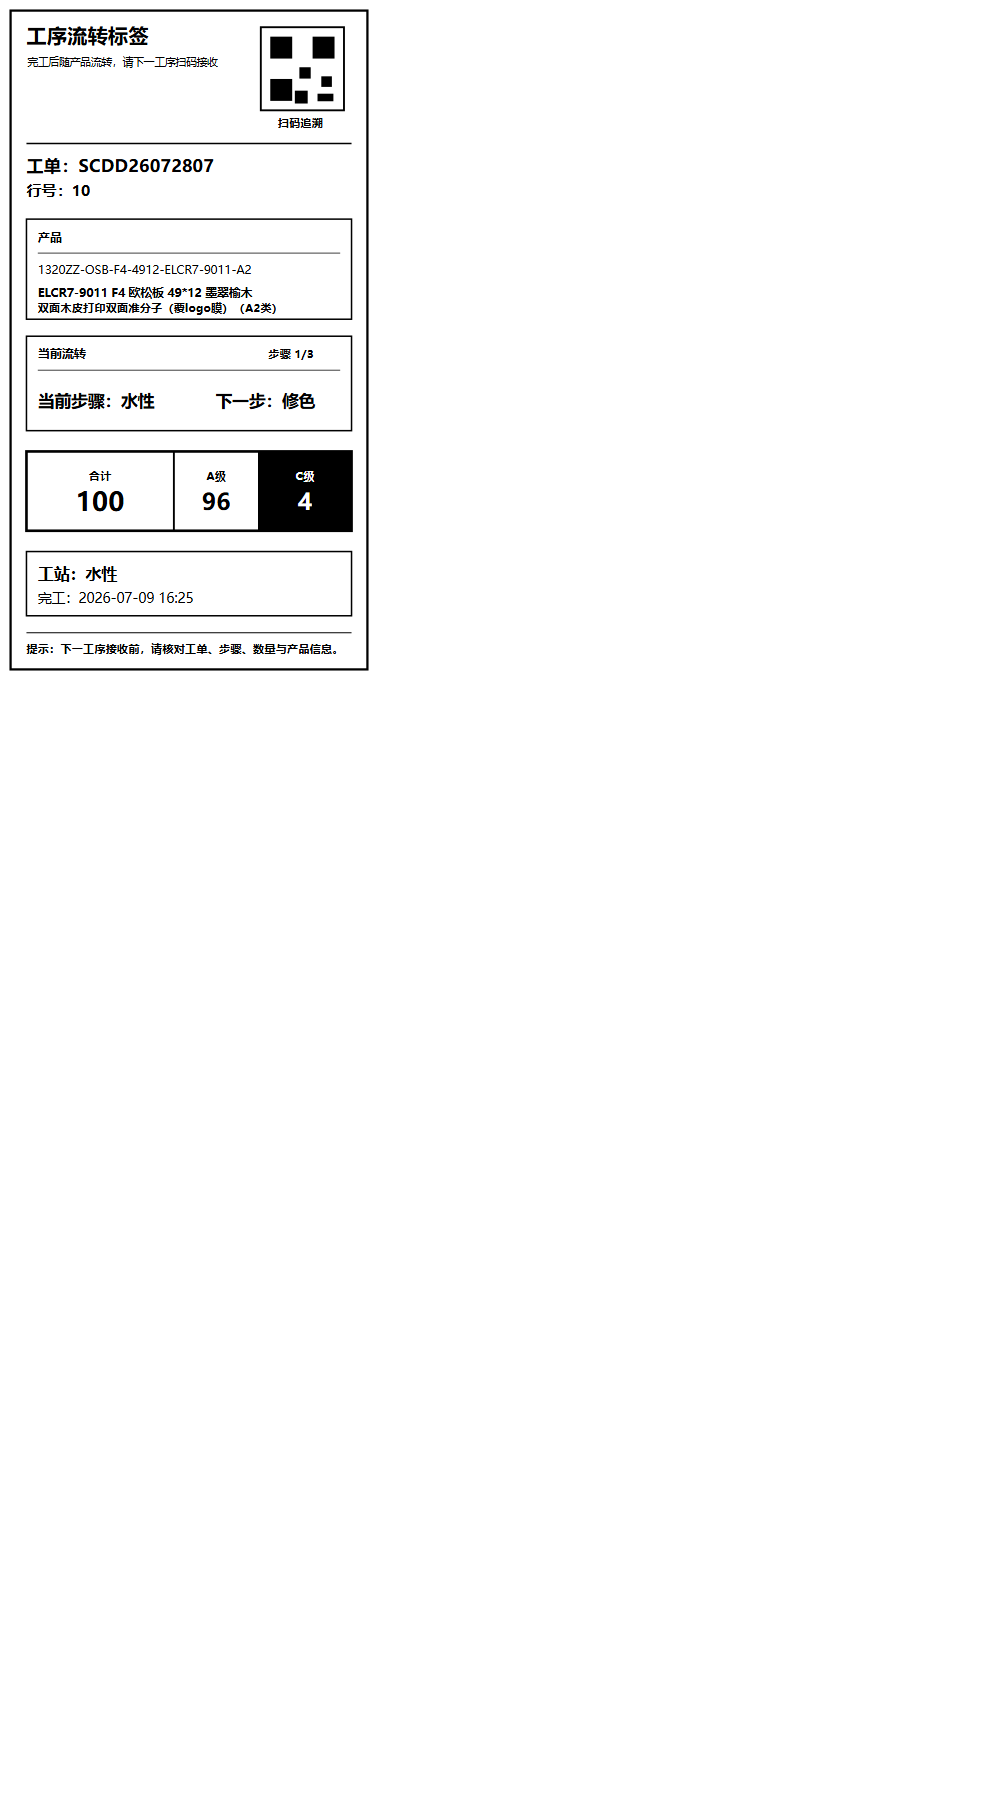 工序流转标签
完工后随产品流转，请下一工序扫码接收
扫码追溯
工单：SCDD26072807
行号：10
产品
1320ZZ-OSB-F4-4912-ELCR7-9011-A2
ELCR7-9011 F4 欧松板 49*12 墨翠榆木
双面木皮打印双面准分子（覆logo膜）（A2类）
当前流转 步骤 1/3
当前步骤：水性 下一步：修色
合计 A级 C级
100 96 4
工站：水性
完工：2026-07-09 16:25
提示：下一工序接收前，请核对工单、步骤、数量与产品信息。